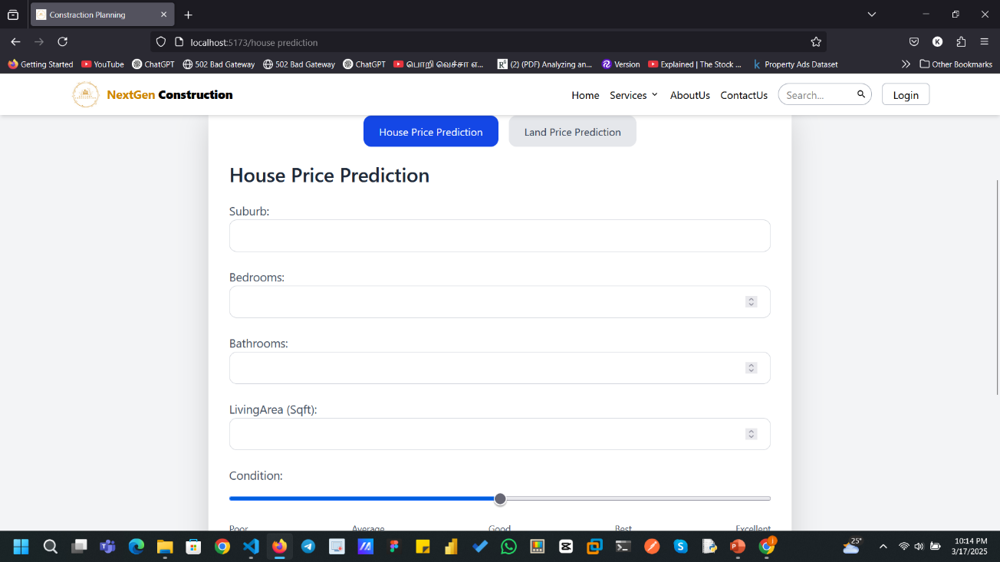 Constraction Planning
localhost:5173/house prediction
Getting Started YouTube ChatGPT 502 Bad Gateway 502 Bad Gateway ChatGPT பொறி வெச்சா எ... (2) (PDF) Analyzing an... Version Explained | The Stock ... Property Ads Dataset Other Bookmarks
NextGen Construction Home Services AboutUs ContactUs Search... Login
House Price Prediction Land Price Prediction
House Price Prediction
Suburb:
Bedrooms:
Bathrooms:
LivingArea (Sqft):
Condition:
Poor Average Good Best Excellent
25°
10:14 PM
3/17/2025